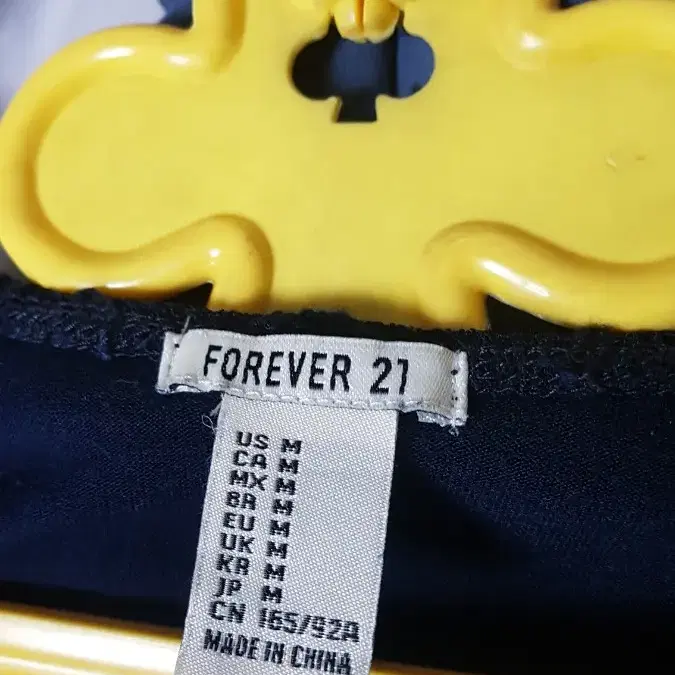 FOREVER 21
US M
CA M
MX M
BR M
EU M
UK M
KR M
JP M
CN 165/92A
MADE IN CHINA